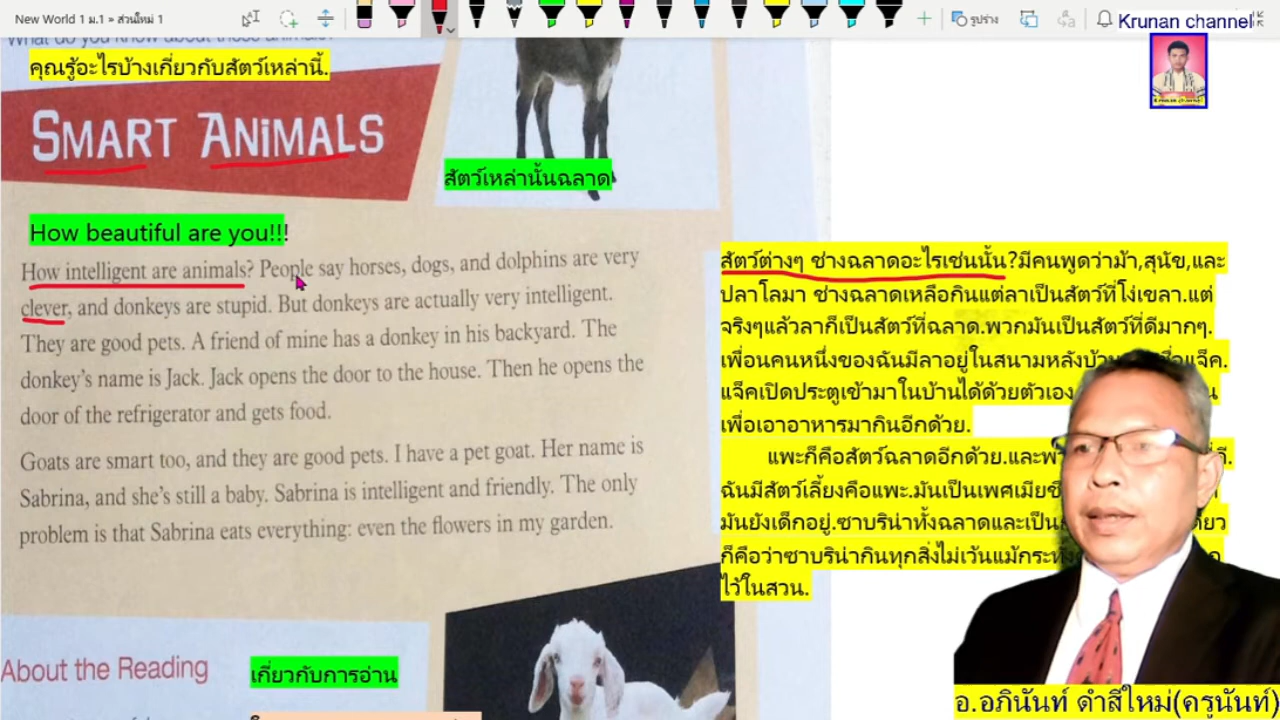 New World 1 ม.1 » ส่วนใหม่ 1
รูปร่าง
Krunan channel
What do you know about these animals?
คุณรู้อะไรบ้างเกี่ยวกับสัตว์เหล่านี้.
SMART ANIMALS
สัตว์เหล่านั้นฉลาด
How beautiful are you!!!
How intelligent are animals? People say horses, dogs, and dolphins are very
clever, and donkeys are stupid. But donkeys are actually very intelligent.
They are good pets. A friend of mine has a donkey in his backyard. The
donkey's name is Jack. Jack opens the door to the house. Then he opens the
door of the refrigerator and gets food.
Goats are smart too, and they are good pets. I have a pet goat. Her name is
Sabrina, and she's still a baby. Sabrina is intelligent and friendly. The only
problem is that Sabrina eats everything: even the flowers in my garden.
สัตว์ต่างๆ ช่างฉลาดอะไรเช่นนั้น?มีคนพูดว่าม้า,สุนัข,และ
ปลาโลมา ช่างฉลาดเหลือกินแต่ลาเป็นสัตว์ที่โง่เขลา.แต่
จริงๆแล้วลาก็เป็นสัตว์ที่ฉลาด.พวกมันเป็นสัตว์ที่ดีมากๆ.
เพื่อนคนหนึ่งของฉันมีลาอยู่ในสนามหลัง
แจ็คเปิดประตูเข้ามาในบ้านได้ด้วยตัวเอง
เพื่อเอาอาหารมากินอีกด้วย.
แพะก็คือสัตว์ฉลาดอีกด้วย.และ
ฉันมีสัตว์เลี้ยงคือแพะ.มันเป็นเพศเมีย
มันยังเด็กอยู่.ซาบริน่าทั้งฉลาดและเป็น
ก็คือว่าซาบริน่ากินทุกสิ่งไม่เว้นแม้กระทั่ง
ไว้ในสวน.
About the Reading
เกี่ยวกับการอ่าน
อ.อภินันท์ ดำสีใหม่(ครูนันท์)